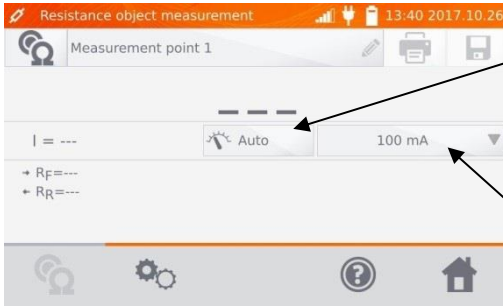 Resistance object measurement 13:40 2017.10.26
Measurement point 1
---
I = --- Auto 100 mA
RF=---
RR=---